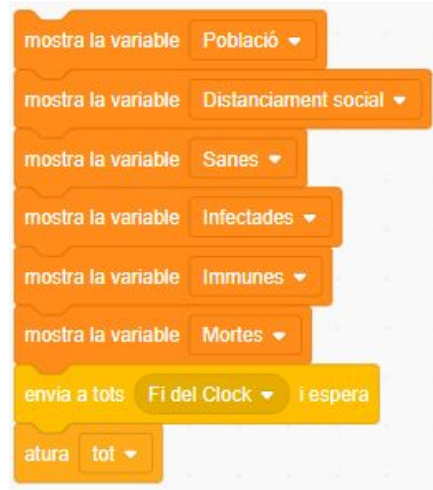 mostra la variable Població
mostra la variable Distanciament social
mostra la variable Sanes
mostra la variable Infectades
mostra la variable Immunes
mostra la variable Mortes
envia a tots Fi del Clock i espera
atura tot